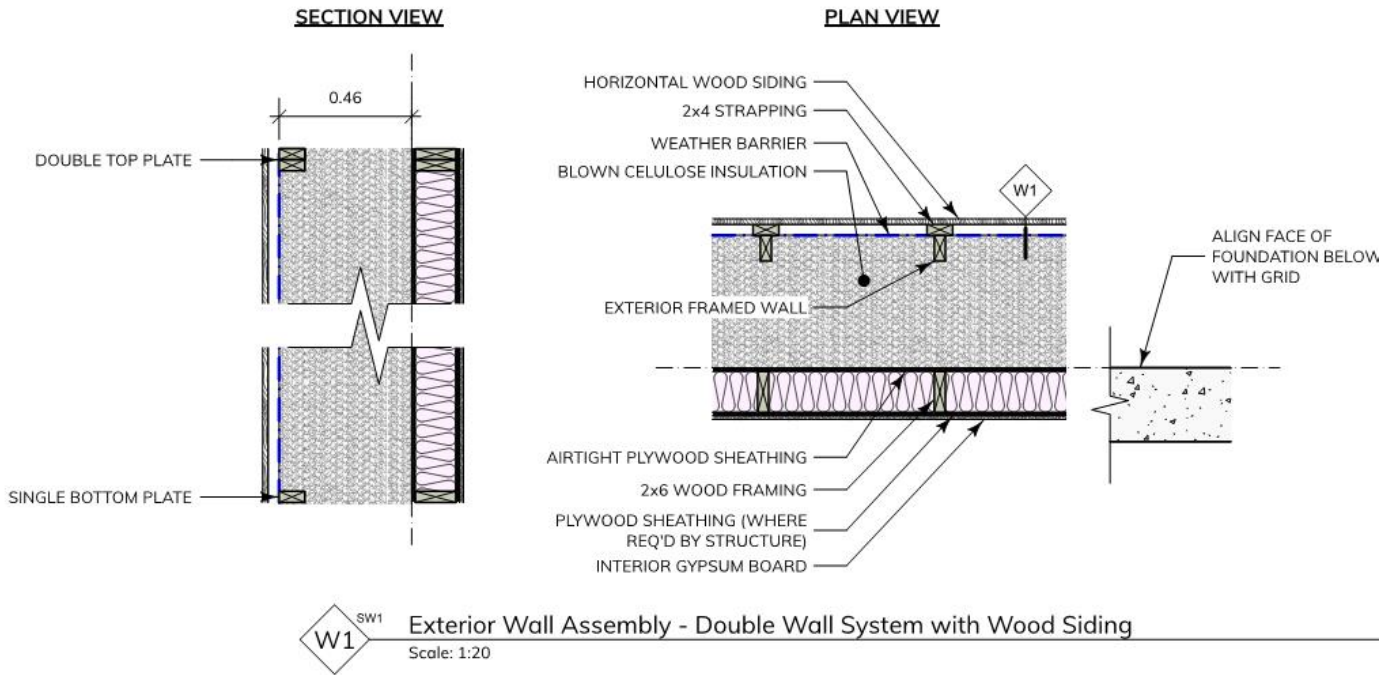 SECTION VIEW
PLAN VIEW
0.46
DOUBLE TOP PLATE
SINGLE BOTTOM PLATE
HORIZONTAL WOOD SIDING
2x4 STRAPPING
WEATHER BARRIER
BLOWN CELULOSE INSULATION
W1
ALIGN FACE OF
FOUNDATION BELOW
WITH GRID
EXTERIOR FRAMED WALL
AIRTIGHT PLYWOOD SHEATHING
2x6 WOOD FRAMING
PLYWOOD SHEATHING (WHERE
REQ'D BY STRUCTURE)
INTERIOR GYPSUM BOARD
W1
SW1
Exterior Wall Assembly - Double Wall System with Wood Siding
Scale: 1:20